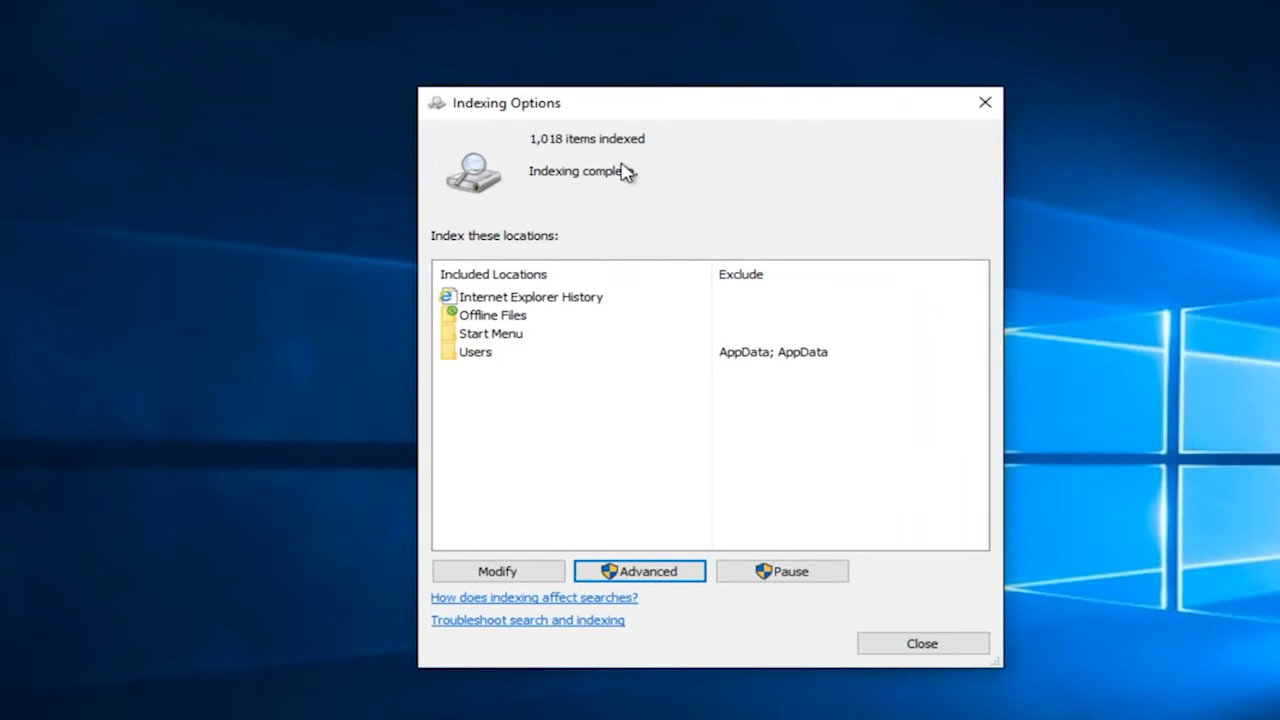 Indexing Options
1,018 items indexed
Indexing
Index these locations:
Included Locations Exclude
Internet Explorer History
Offline Files
Start Menu
Users AppData; AppData
Modify Advanced Pause
How does indexing affect searches?
Troubleshoot search and indexing
Close